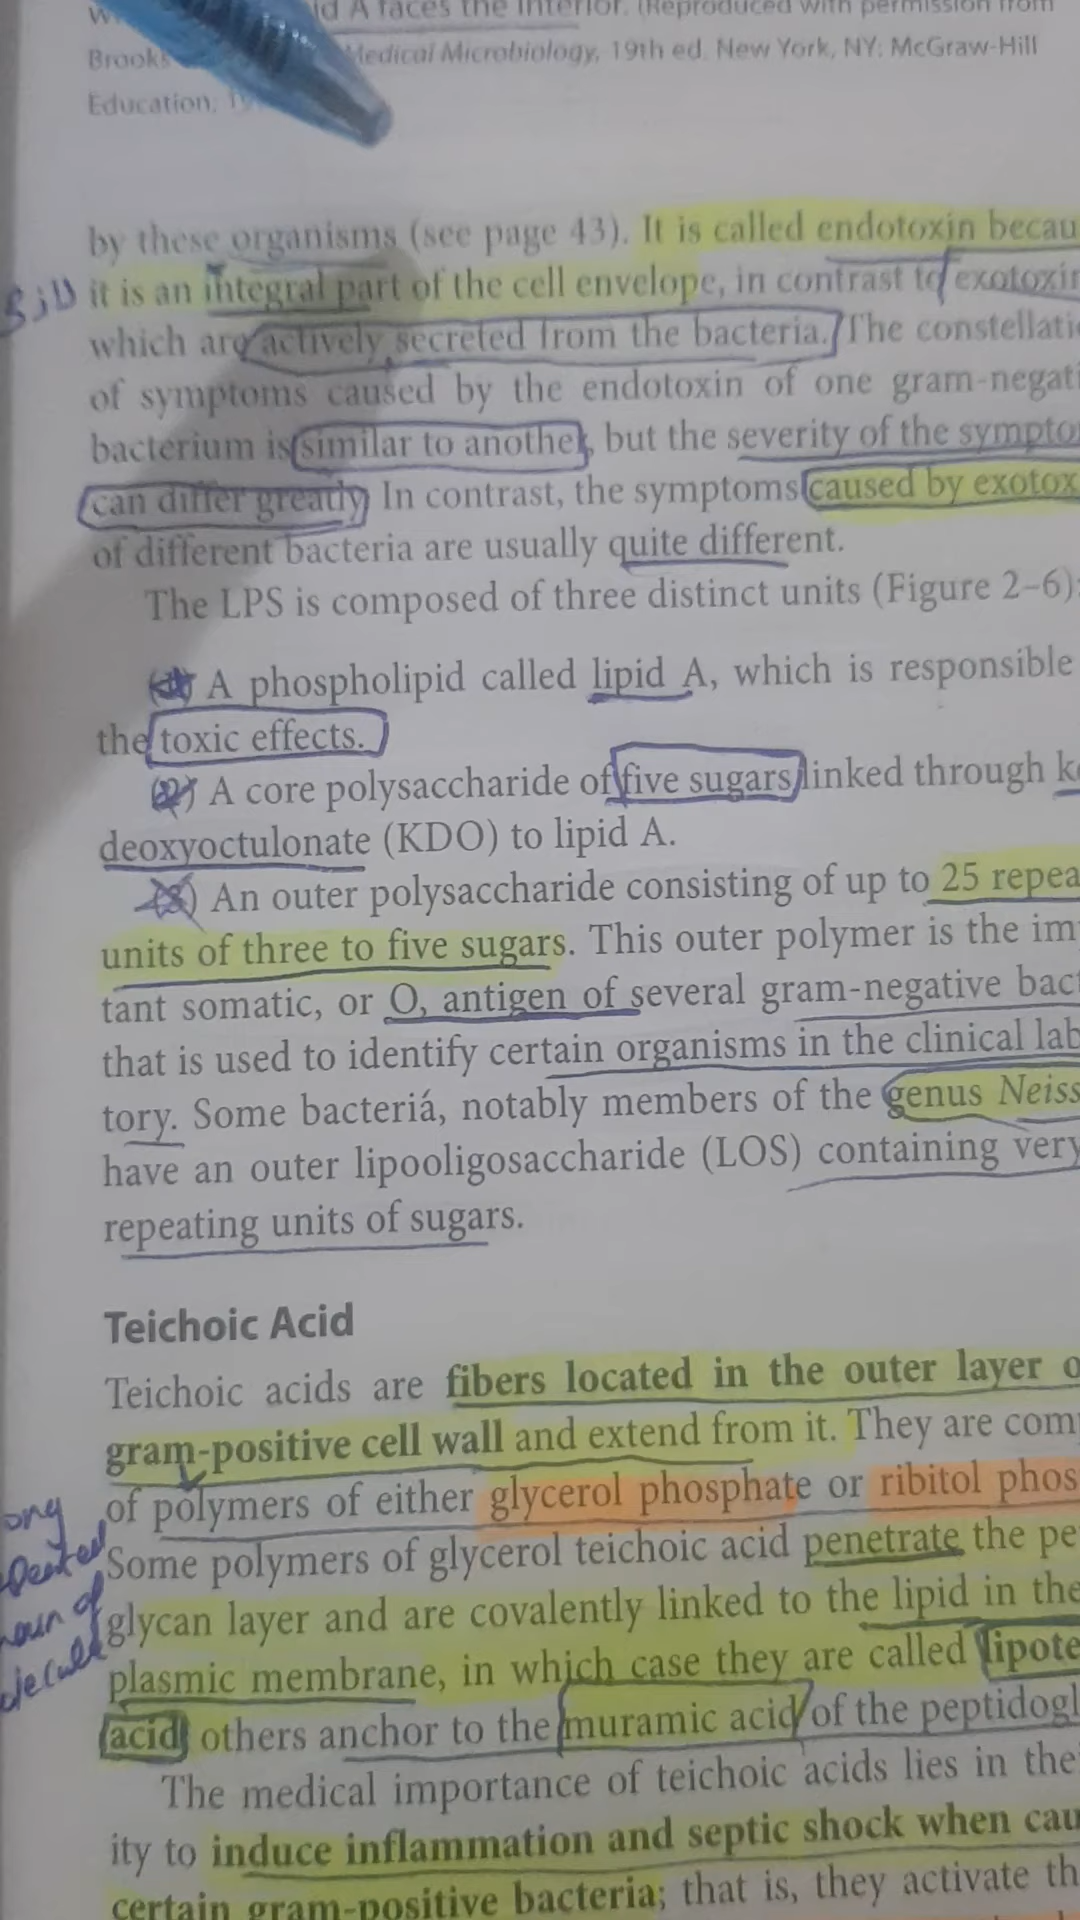 id A faces the interior. (Reproduced with permission from
Brooks Medical Microbiology, 19th ed. New York, NY: McGraw-Hill
Education,
by these organisms (see page 43). It is called endotoxin becau
it is an integral part of the cell envelope, in contrast to exotoxin
which are actively secreted from the bacteria. The constellati
of symptoms caused by the endotoxin of one gram-negati
bacterium is similar to another, but the severity of the sympto
can differ greatly. In contrast, the symptoms caused by exotox
of different bacteria are usually quite different.
The LPS is composed of three distinct units (Figure 2–6):
A phospholipid called lipid A, which is responsible
the toxic effects.
(2) A core polysaccharide of five sugars linked through k
deoxyoctulonate (KDO) to lipid A.
(3) An outer polysaccharide consisting of up to 25 repea
units of three to five sugars. This outer polymer is the im
tant somatic, or O, antigen of several gram-negative bact
that is used to identify certain organisms in the clinical lab
tory. Some bacteria, notably members of the genus Neiss
have an outer lipooligosaccharide (LOS) containing very
repeating units of sugars.
Teichoic Acid
Teichoic acids are fibers located in the outer layer o
gram-positive cell wall and extend from it. They are com
of polymers of either glycerol phosphate or ribitol phos
Some polymers of glycerol teichoic acid penetrate the pe
glycan layer and are covalently linked to the lipid in the
plasmic membrane, in which case they are called lipote
acid; others anchor to the muramic acid of the peptidogl
The medical importance of teichoic acids lies in the
ity to induce inflammation and septic shock when cau
certain gram-positive bacteria; that is, they activate th